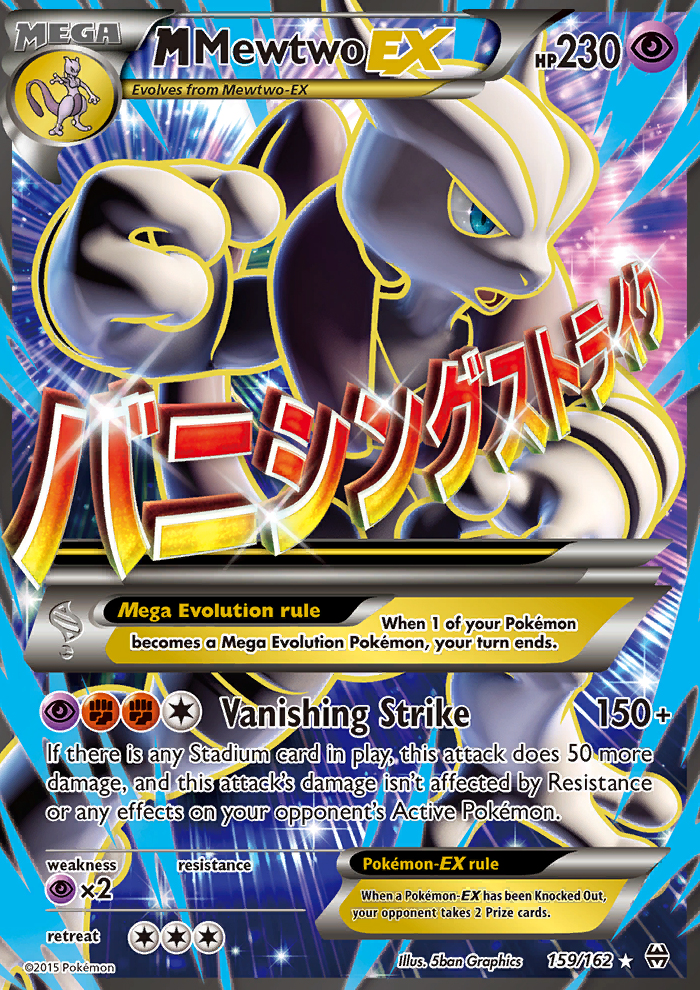 MEGA
M Mewtwo EX
HP230
Evolves from Mewtwo-EX
バニシングストライク
Mega Evolution rule
When 1 of your Pokémon
becomes a Mega Evolution Pokémon, your turn ends.
Vanishing Strike 150+
If there is any Stadium card in play, this attack does 50 more
damage, and this attack's damage isn't affected by Resistance
or any effects on your opponent's Active Pokémon.
weakness resistance
×2
retreat
Pokémon-EX rule
When a Pokémon-EX has been Knocked Out,
your opponent takes 2 Prize cards.
©2015 Pokémon
Illus. 5ban Graphics 159/162 ★